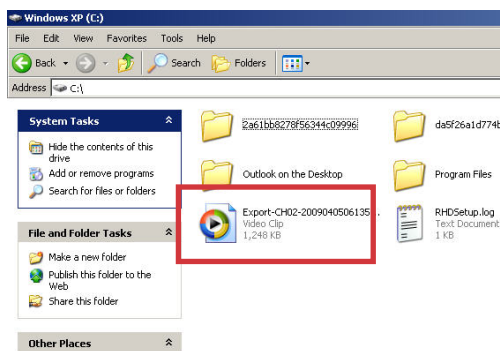 Windows XP (C:)
File Edit View Favorites Tools Help
Back Search Folders
Address C:\
System Tasks
Hide the contents of this
drive
Add or remove programs
Search for files or folders
File and Folder Tasks
Make a new folder
Publish this folder to the
Web
Share this folder
Other Places
2a61bb8278f56344c09996
da5f26a1d774b
Outlook on the Desktop
Program Files
Export-CH02-2009040506135...
Video Clip
1,248 KB
RHDSetup.log
Text Document
1 KB